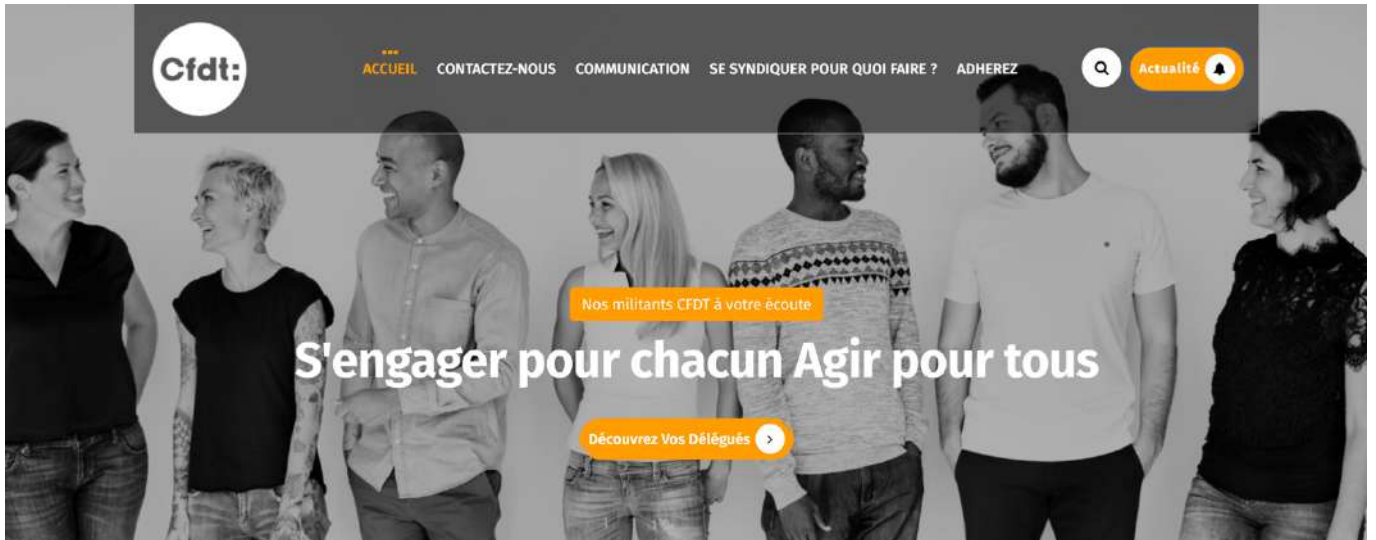 Cfdt:
ACCUEIL CONTACTEZ-NOUS COMMUNICATION SE SYNDIQUER POUR QUOI FAIRE ? ADHEREZ Actualité
Nos militants CFDT à votre écoute
S'engager pour chacun Agir pour tous
Découvrez Vos Délégués